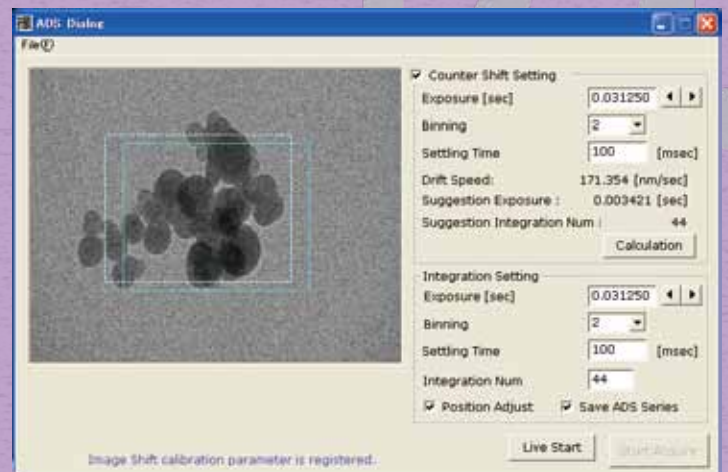 ADS Dialog
File(F)
Counter Shift Setting
Exposure [sec] 0.031250
Binning 2
Settling Time 100 [msec]
Drift Speed: 171.354 [nm/sec]
Suggestion Exposure : 0.003421 [sec]
Suggestion Integration Num : 44
Calculation
Integration Setting
Exposure [sec] 0.031250
Binning 2
Settling Time 100 [msec]
Integration Num 44
Position Adjust Save ADS Series
Live Start Start Acquire
Image Shift calibration parameter is registered.